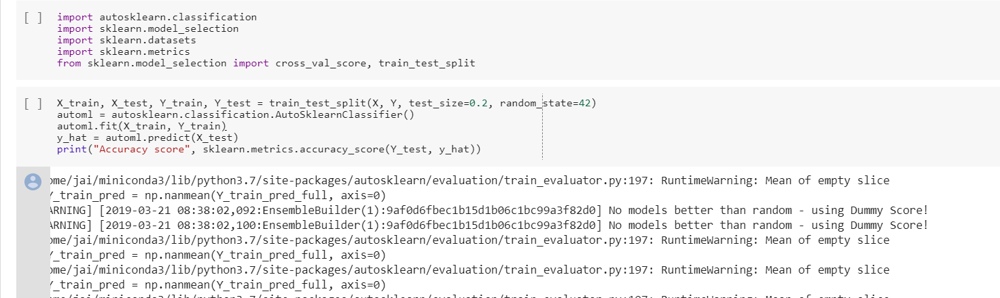 [ ] import autosklearn.classification
import sklearn.model_selection
import sklearn.datasets
import sklearn.metrics
from sklearn.model_selection import cross_val_score, train_test_split
[ ] X_train, X_test, Y_train, Y_test = train_test_split(X, Y, test_size=0.2, random_state=42)
automl = autosklearn.classification.AutoSklearnClassifier()
automl.fit(X_train, Y_train)
y_hat = automl.predict(X_test)
print("Accuracy score", sklearn.metrics.accuracy_score(Y_test, y_hat))
ome/jai/miniconda3/lib/python3.7/site-packages/autosklearn/evaluation/train_evaluator.py:197: RuntimeWarning: Mean of empty slice
Y_train_pred = np.nanmean(Y_train_pred_full, axis=0)
ARNING] [2019-03-21 08:38:02,092:EnsembleBuilder(1):9af0d6fbec1b15d1b06c1bc99a3f82d0] No models better than random - using Dummy Score!
ARNING] [2019-03-21 08:38:02,100:EnsembleBuilder(1):9af0d6fbec1b15d1b06c1bc99a3f82d0] No models better than random - using Dummy Score!
ome/jai/miniconda3/lib/python3.7/site-packages/autosklearn/evaluation/train_evaluator.py:197: RuntimeWarning: Mean of empty slice
Y_train_pred = np.nanmean(Y_train_pred_full, axis=0)
ome/jai/miniconda3/lib/python3.7/site-packages/autosklearn/evaluation/train_evaluator.py:197: RuntimeWarning: Mean of empty slice
Y_train_pred = np.nanmean(Y_train_pred_full, axis=0)